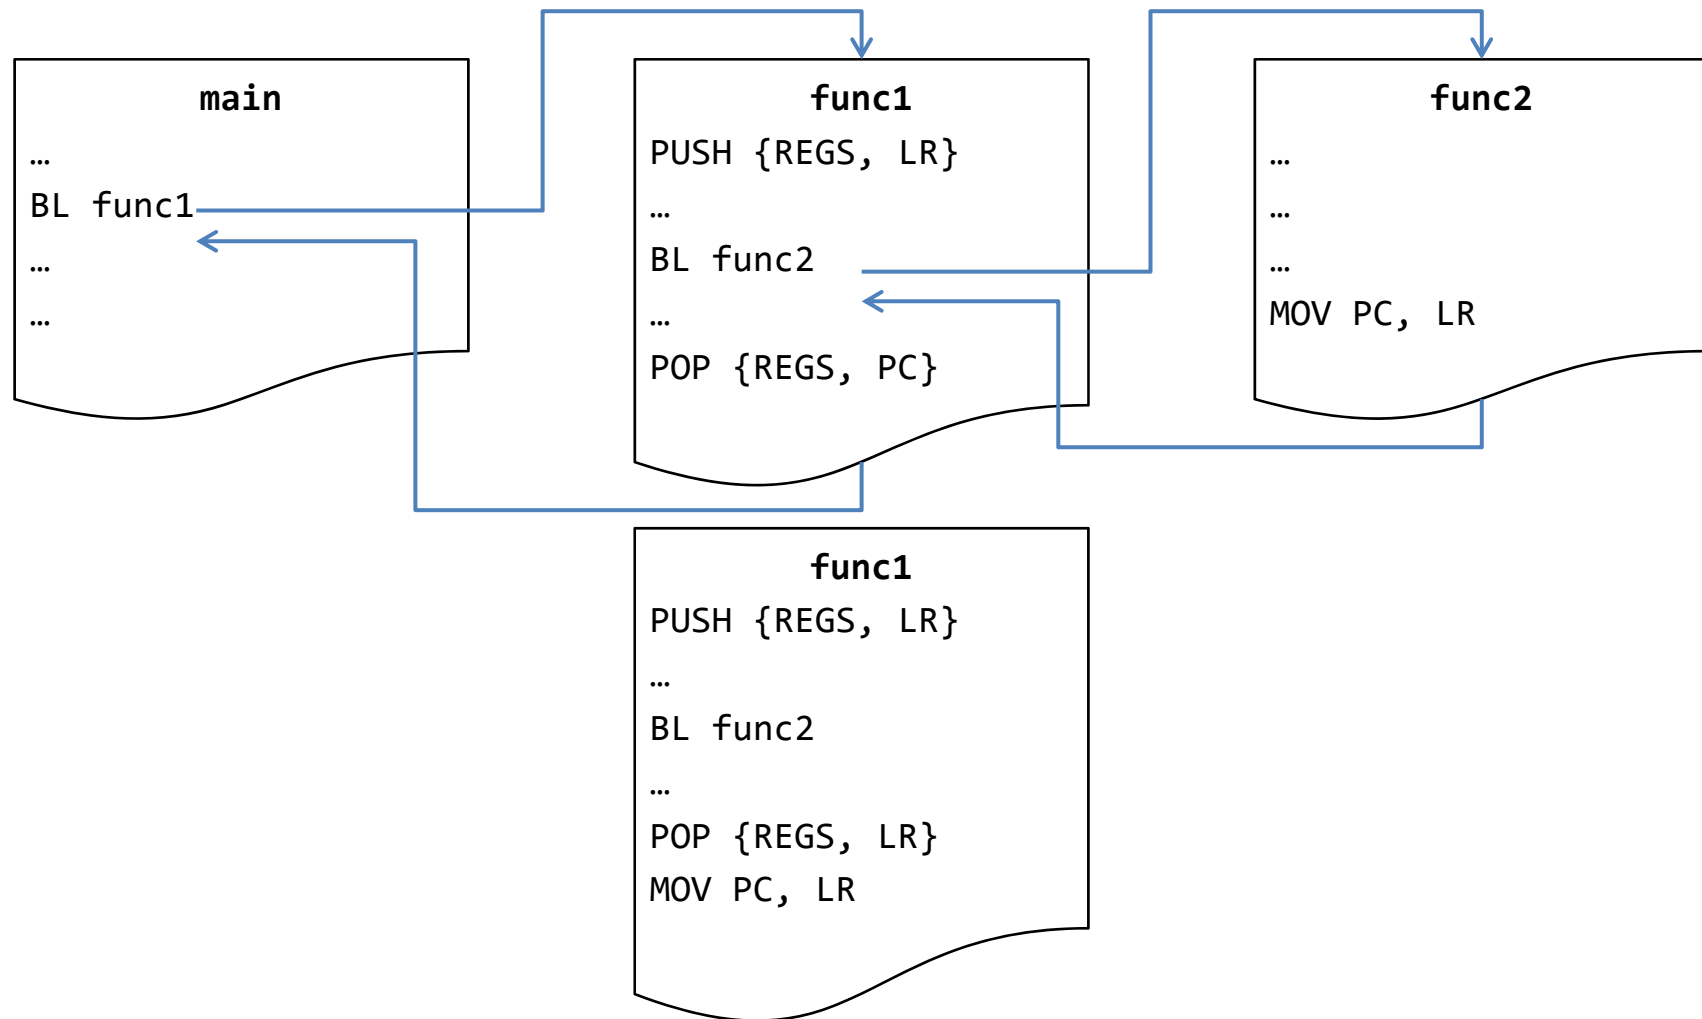 main
…
BL func1
…
…
func1
PUSH {REGS, LR}
…
BL func2
…
POP {REGS, PC}
func2
…
…
…
MOV PC, LR
func1
PUSH {REGS, LR}
…
BL func2
…
POP {REGS, LR}
MOV PC, LR